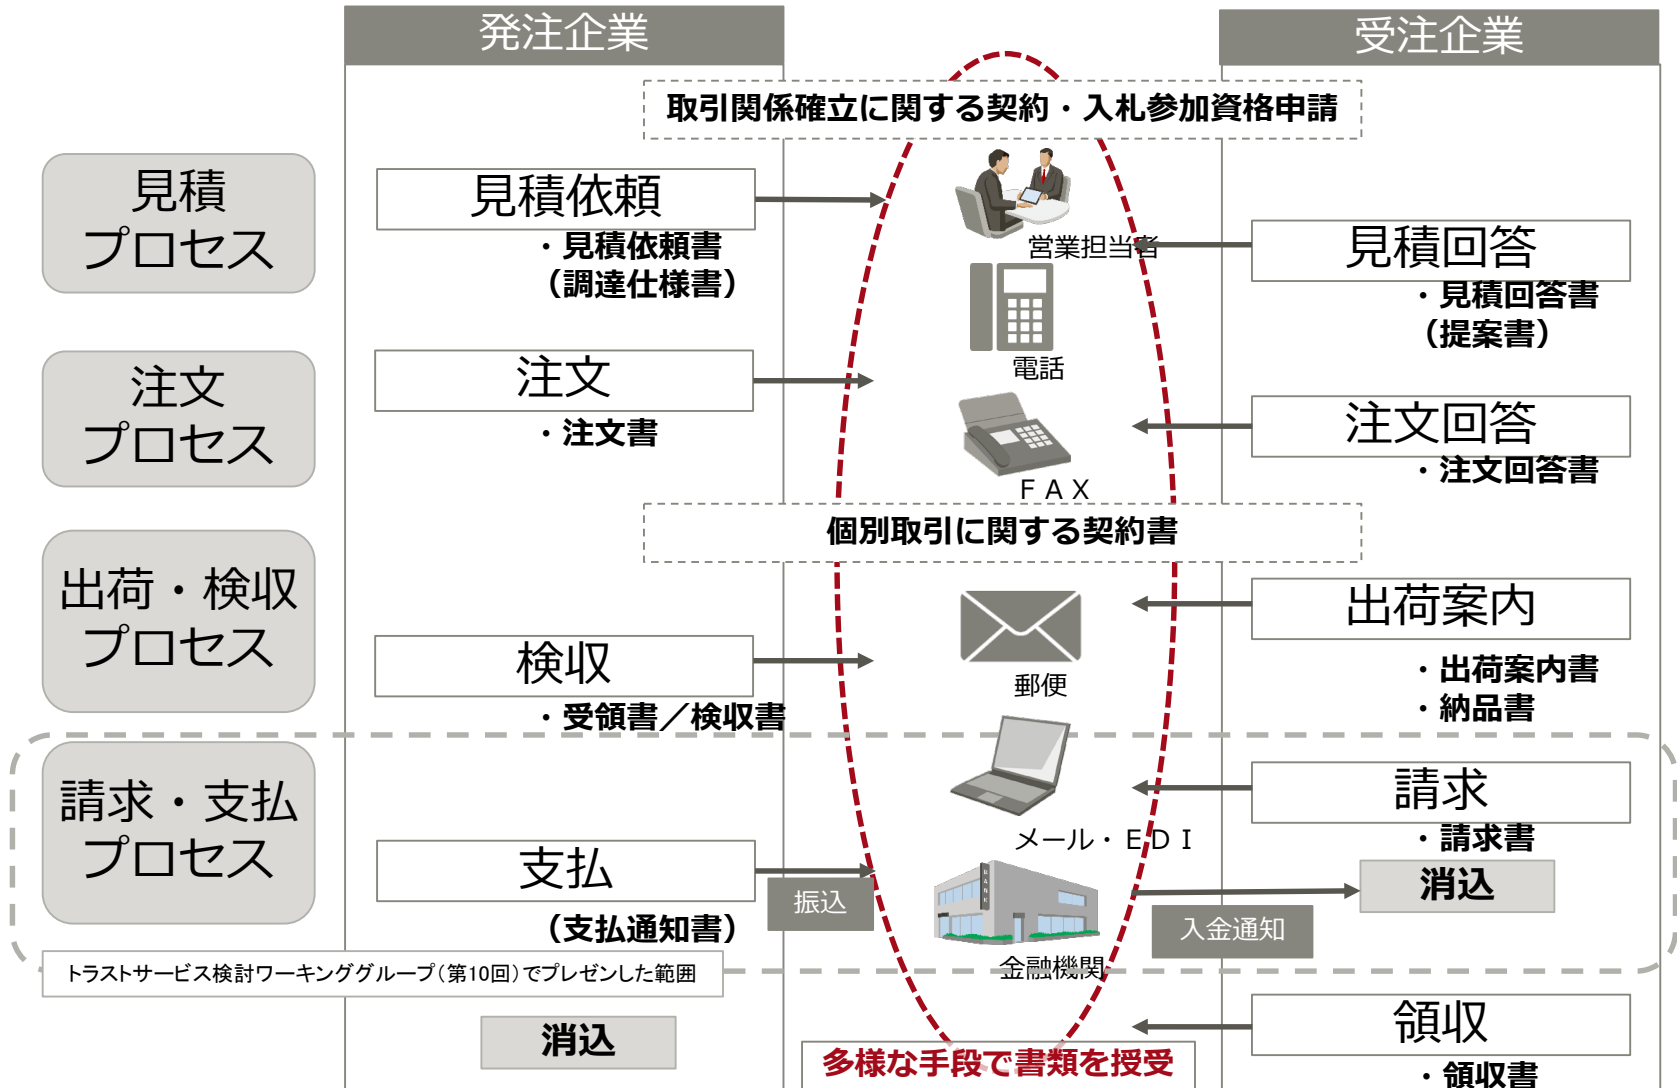 発注企業
受注企業
取引関係確立に関する契約・入札参加資格申請
見積
プロセス
見積依頼
・見積依頼書
（調達仕様書）
営業担当者
見積回答
・見積回答書
（提案書）
電話
注文
プロセス
注文
・注文書
ＦＡＸ
注文回答
・注文回答書
個別取引に関する契約書
出荷・検収
プロセス
出荷案内
・出荷案内書
・納品書
検収
・受領書／検収書
郵便
請求・支払
プロセス
請求
・請求書
メール・ＥＤＩ
支払
（支払通知書）
振込
BANK
金融機関
入金通知
消込
トラストサービス検討ワーキンググループ（第10回）でプレゼンした範囲
消込
多様な手段で書類を授受
領収
・領収書